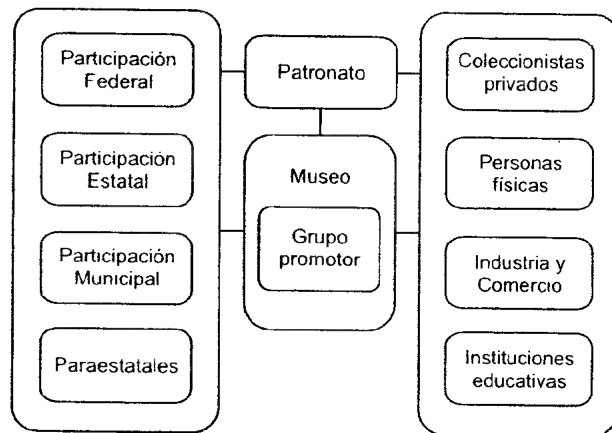 Participación
Federal
Participación
Estatal
Participación
Municipal
Paraestatales
Patronato
Museo
Grupo
promotor
Coleccionistas
privados
Personas
físicas
Industria y
Comercio
Instituciones
educativas